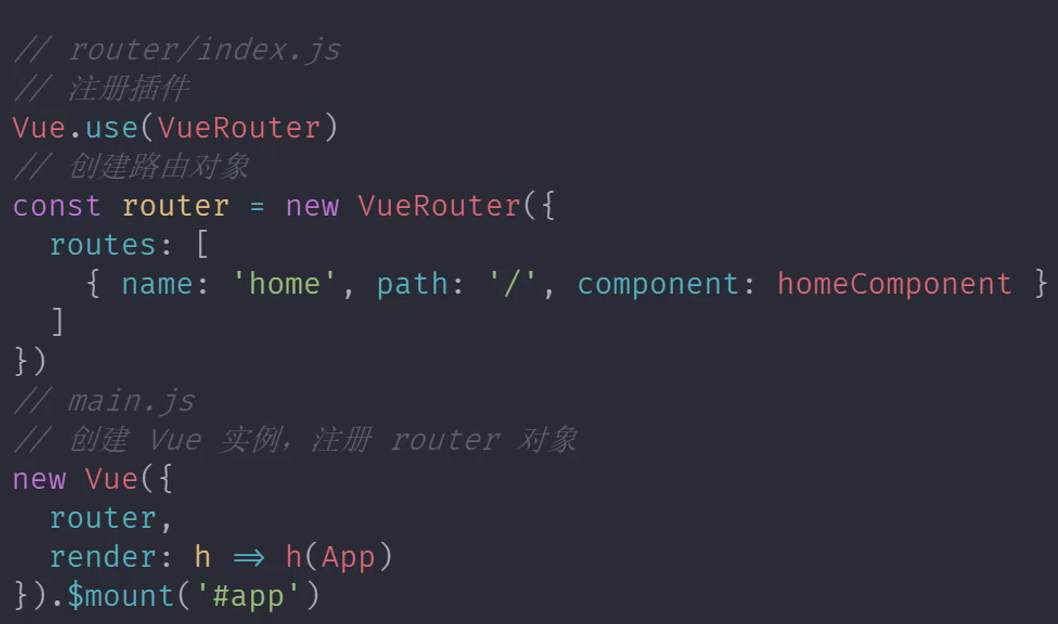 // router/index.js
// 注册插件
Vue.use(VueRouter)
// 创建路由对象
const router = new VueRouter({
  routes: [
    { name: 'home', path: '/', component: homeComponent }
  ]
})
// main.js
// 创建 Vue 实例，注册 router 对象
new Vue({
  router,
  render: h => h(App)
}).$mount('#app')